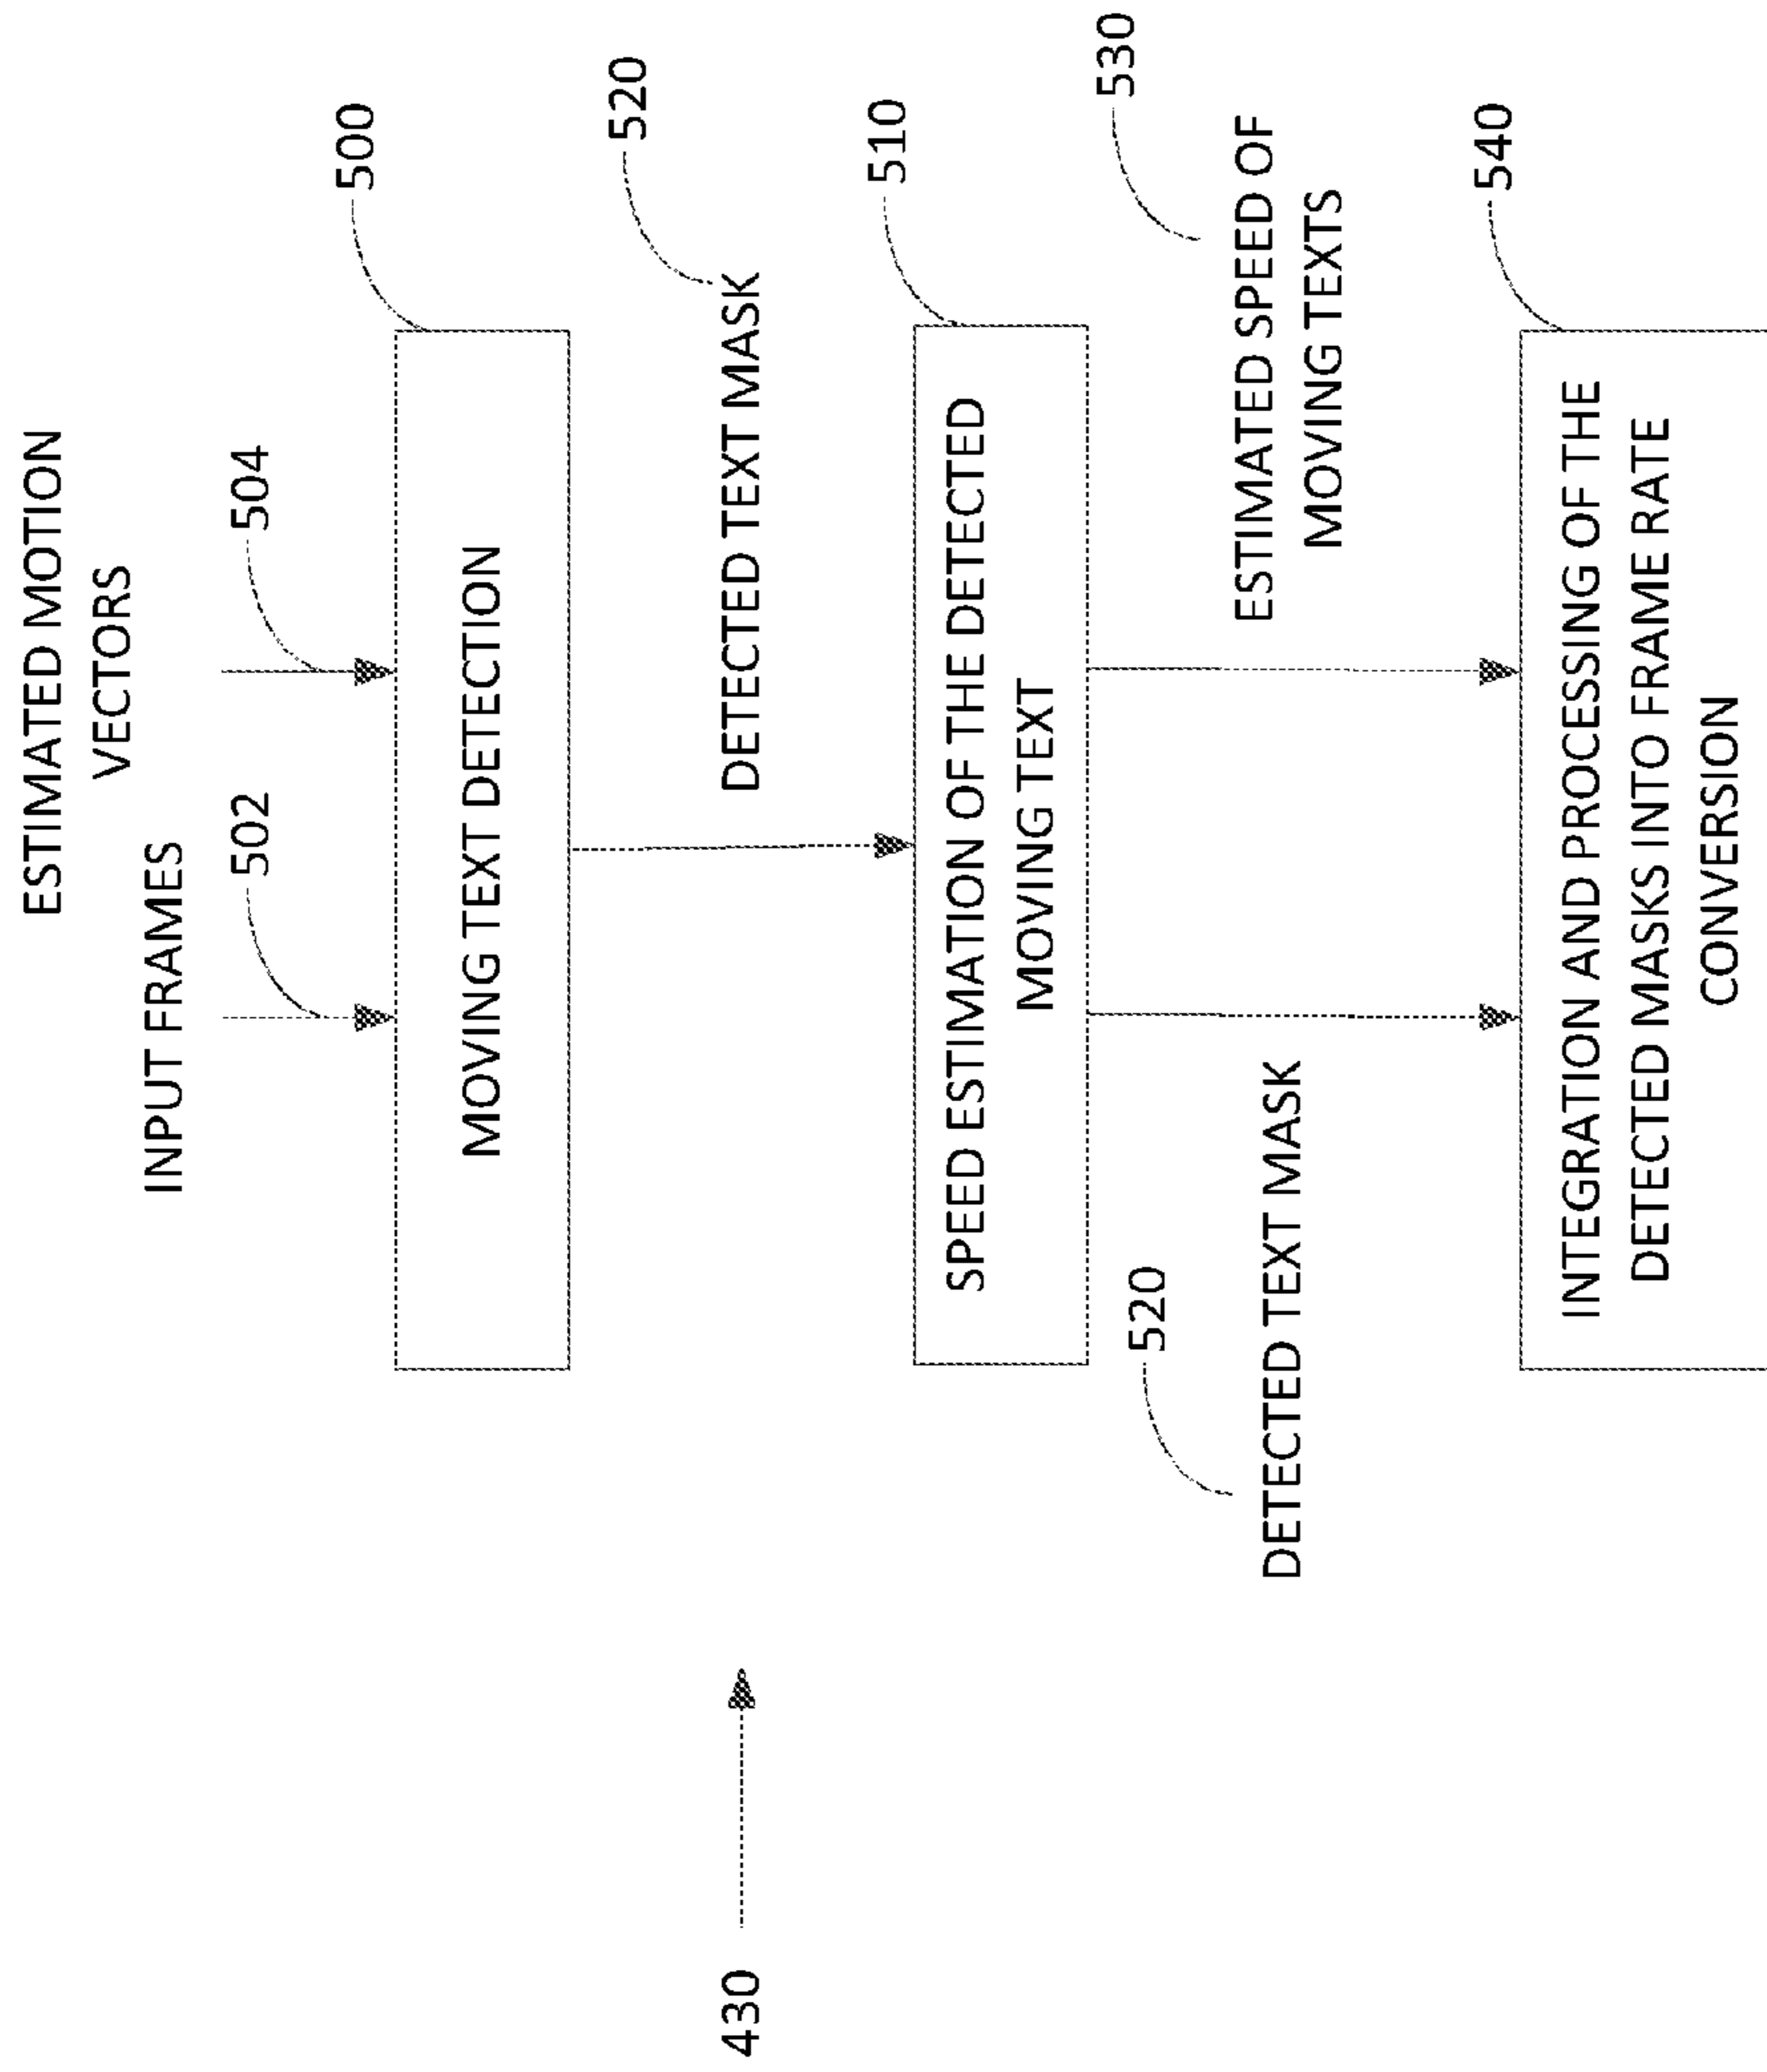 ESTIMATED MOTION
VECTORS
INPUT FRAMES
502
504
500
MOVING TEXT DETECTION
520
DETECTED TEXT MASK
430
510
SPEED ESTIMATION OF THE DETECTED
MOVING TEXT
520
DETECTED TEXT MASK
530
ESTIMATED SPEED OF
MOVING TEXTS
540
INTEGRATION AND PROCESSING OF THE
DETECTED MASKS INTO FRAME RATE
CONVERSION